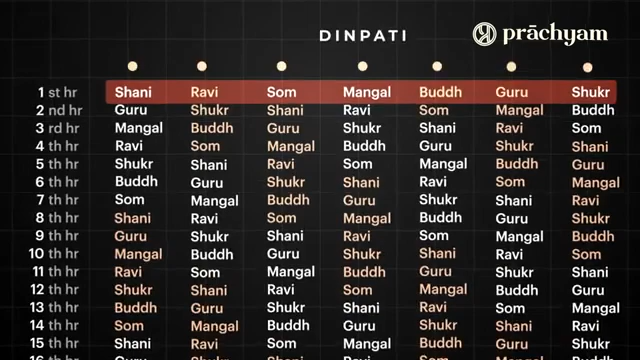 DINPATI
prāchyam
1 st hr Shani Ravi Som Mangal Buddh Guru Shukr
2 nd hr Guru Shukr Shani Ravi Som Mangal Buddh
3 rd hr Mangal Buddh Guru Shukr Shani Ravi Som
4 th hr Ravi Som Mangal Buddh Guru Shukr Shani
5 th hr Shukr Shani Ravi Som Mangal Buddh Guru
6 th hr Buddh Guru Shukr Shani Ravi Som Mangal
7 th hr Som Mangal Buddh Guru Shukr Shani Ravi
8 th hr Shani Ravi Som Mangal Buddh Guru Shukr
9 th hr Guru Shukr Shani Ravi Som Mangal Buddh
10 th hr Mangal Buddh Guru Shukr Shani Ravi Som
11 th hr Ravi Som Mangal Buddh Guru Shukr Shani
12 th hr Shukr Shani Ravi Som Mangal Buddh Guru
13 th hr Buddh Guru Shukr Shani Ravi Som Mangal
14 th hr Som Mangal Buddh Guru Shukr Shani Ravi
15 th hr Shani Ravi Som Mangal Buddh Guru Shukr